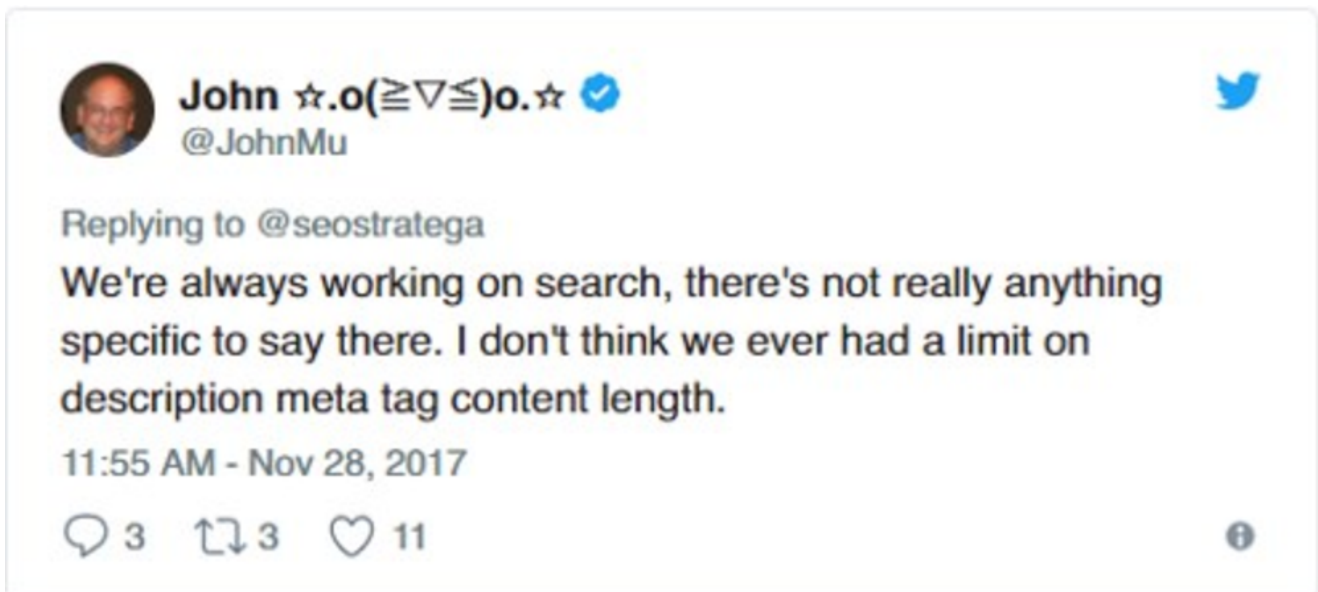 John ☆.o(≧▽≦)o.☆
@JohnMu
Replying to @seostratega
We're always working on search, there's not really anything
specific to say there. I don't think we ever had a limit on
description meta tag content length.
11:55 AM - Nov 28, 2017
3 3 11